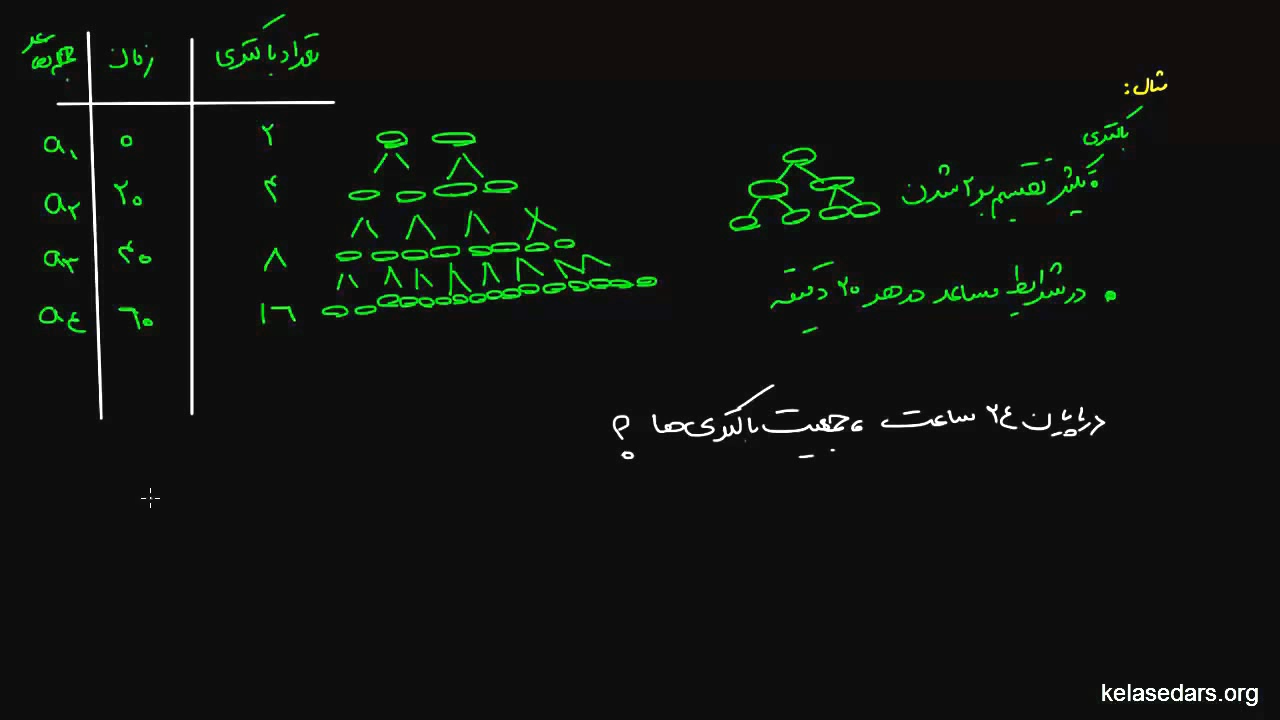 مثال:
باکتری
تکثیر تقسیم بر ۲ شدن
در شرایط مساعد در هر ۲۰ دقیقه
در پایان ۲۴ ساعت، جمعیت باکتری ها ؟
تعداد باکتری زمان
۲ ۰ a۱
۴ ۲۰ a۲
۸ ۴۰ a۳
۱۶ ۶۰ a۴
kelasedars.org